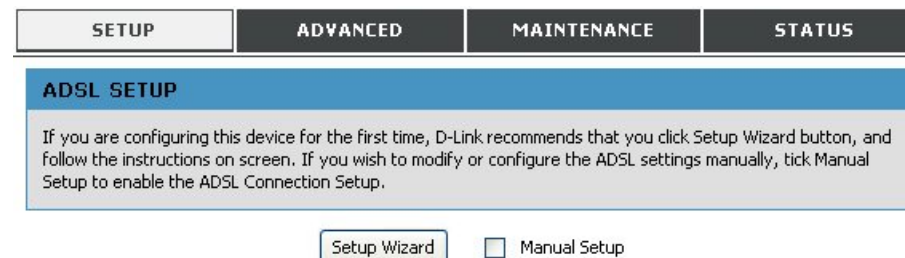 SETUP ADVANCED MAINTENANCE STATUS
ADSL SETUP
If you are configuring this device for the first time, D-Link recommends that you click Setup Wizard button, and
follow the instructions on screen. If you wish to modify or configure the ADSL settings manually, tick Manual
Setup to enable the ADSL Connection Setup.
Setup Wizard Manual Setup